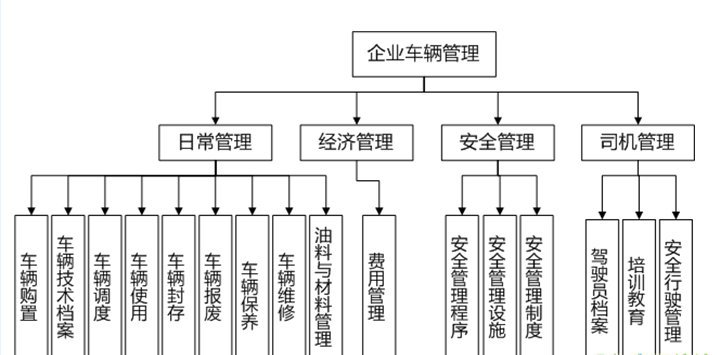 企业车辆管理
日常管理
经济管理
安全管理
司机管理
车辆购置
车辆技术档案
车辆调度
车辆使用
车辆封存
车辆报废
车辆保养
车辆维修
油料与材料管理
费用管理
安全管理程序
安全管理设施
安全管理制度
驾驶员档案
培训教育
安全行驶管理